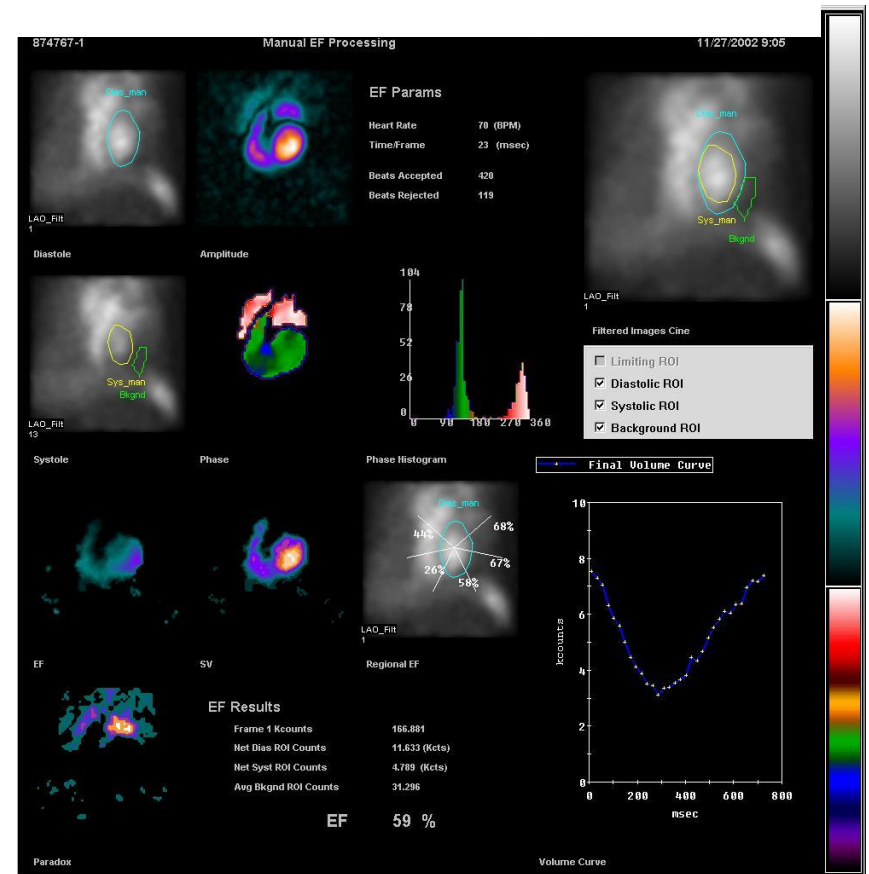 874767-1 Manual EF Processing 11/27/2002 9:05
Dias_man
LAO_Filt
1
Diastole
Amplitude
EF Params
Heart Rate 70 (BPM)
Time/Frame 23 (msec)
Beats Accepted 420
Beats Rejected 119
Dias_man
Sys_man
Bkgnd
LAO_Filt
1
Filtered Images Cine
Limiting ROI
Diastolic ROI
Systolic ROI
Background ROI
Sys_man
Bkgnd
LAO_Filt
13
Systole
Phase
104
78
52
26
0
0 90 180 270 360
Phase Histogram
Final Volume Curve
EF
SV
Dias_man
44% 68%
67%
26%
58%
LAO_Filt
1
Regional EF
10
8
6
4
2
0
kcounts
0 200 400 600 800
msec
Volume Curve
EF Results
Frame 1 Kcounts 166.881
Net Dias ROI Counts 11.633 (Kcts)
Net Syst ROI Counts 4.789 (Kcts)
Avg Bkgnd ROI Counts 31.296
EF 59 %
Paradox